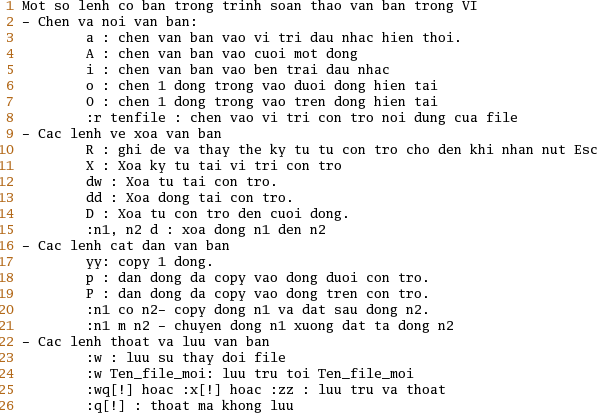 1 Mot so lenh co ban trong trinh soan thao van ban trong VI
2 - Chen va noi van ban:
3 a : chen van ban vao vi tri dau nhac hien thoi.
4 A : chen van ban vao cuoi mot dong
5 i : chen van ban vao ben trai dau nhac
6 o : chen 1 dong trong vao duoi dong hien tai
7 O : chen 1 dong trong vao tren dong hien tai
8 :r tenfile : chen vao vi tri con tro noi dung cua file
9 - Cac lenh ve xoa van ban
10 R : ghi de va thay the ky tu tu con tro cho den khi nhan nut Esc
11 X : Xoa ky tu tai vi tri con tro
12 dw : Xoa tu tai con tro.
13 dd : Xoa dong tai con tro.
14 D : Xoa tu con tro den cuoi dong.
15 :n1, n2 d : xoa dong n1 den n2
16 - Cac lenh cat dan van ban
17 yy: copy 1 dong.
18 p : dan dong da copy vao dong duoi con tro.
19 P : dan dong da copy vao dong tren con tro.
20 :n1 co n2- copy dong n1 va dat sau dong n2.
21 :n1 m n2 - chuyen dong n1 xuong dat ta dong n2
22 - Cac lenh thoat va luu van ban
23 :w : luu su thay doi file
24 :w Ten_file_moi: luu tru toi Ten_file_moi
25 :wq[!] hoac :x[!] hoac :zz : luu tru va thoat
26 :q[!] : thoat ma khong luu